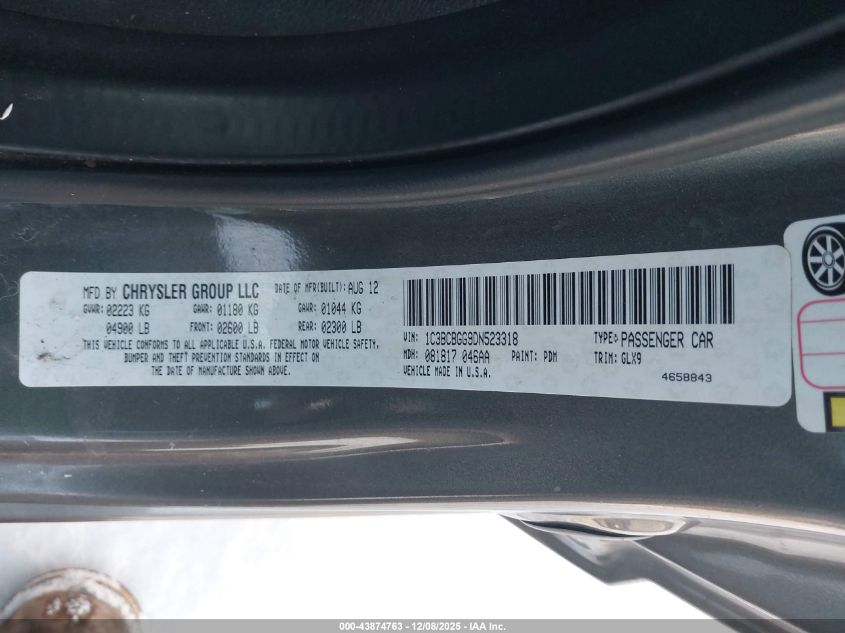 MFD BY CHRYSLER GROUP LLC DATE OF MFR(BUILT): AUG 12
GVWR: 02223 KG GAWR: 01180 KG GAWR: 01044 KG
04900 LB FRONT: 02600 LB REAR: 02300 LB
THIS VEHICLE CONFORMS TO ALL APPLICABLE U.S.A. FEDERAL MOTOR VEHICLE SAFETY,
BUMPER AND THEFT PREVENTION STANDARDS IN EFFECT ON
THE DATE OF MANUFACTURE SHOWN ABOVE.
VIN: 1C3BCBGG9DN523318 TYPE: PASSENGER CAR
MDH: 081817 046AA PAINT: PDM TRIM: GLX9
VEHICLE MADE IN U.S.A.
4658843
000-43874763 • 12/08/2025 - IAA Inc.